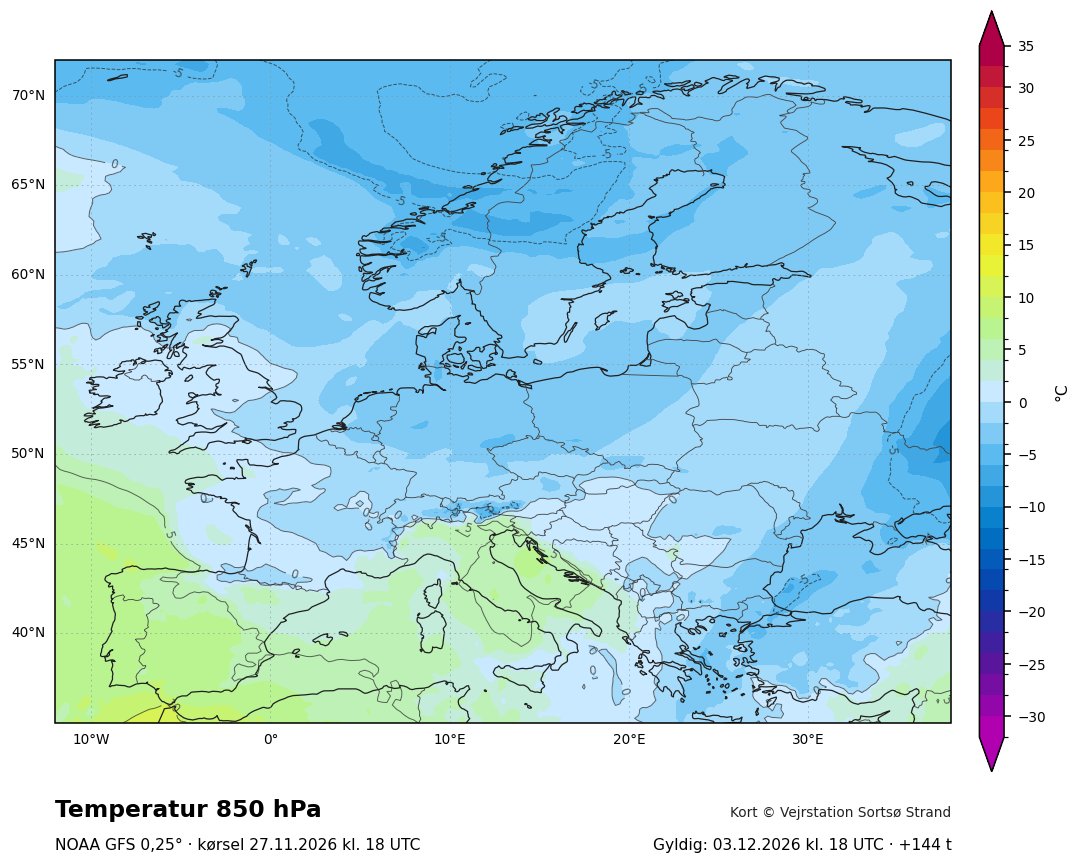 70°N
65°N
60°N
55°N
50°N
45°N
40°N
10°W
0°
10°E
20°E
30°E
35
30
25
20
15
10
5
0
−5
−10
−15
−20
−25
−30
°C
Temperatur 850 hPa
Kort © Vejrstation Sortsø Strand
NOAA GFS 0,25° · kørsel 27.11.2026 kl. 18 UTC
Gyldig: 03.12.2026 kl. 18 UTC · +144 t